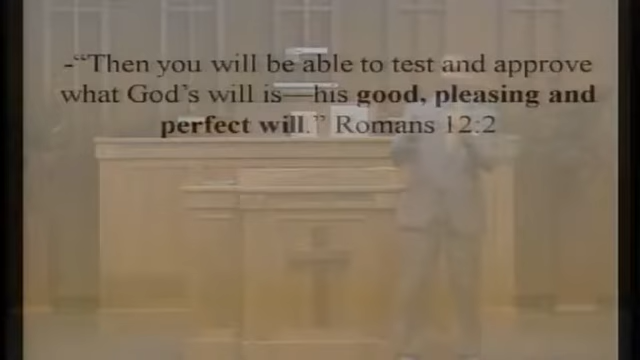 -“Then you will be able to test and approve
what God’s will is—his good, pleasing and
perfect will.” Romans 12:2